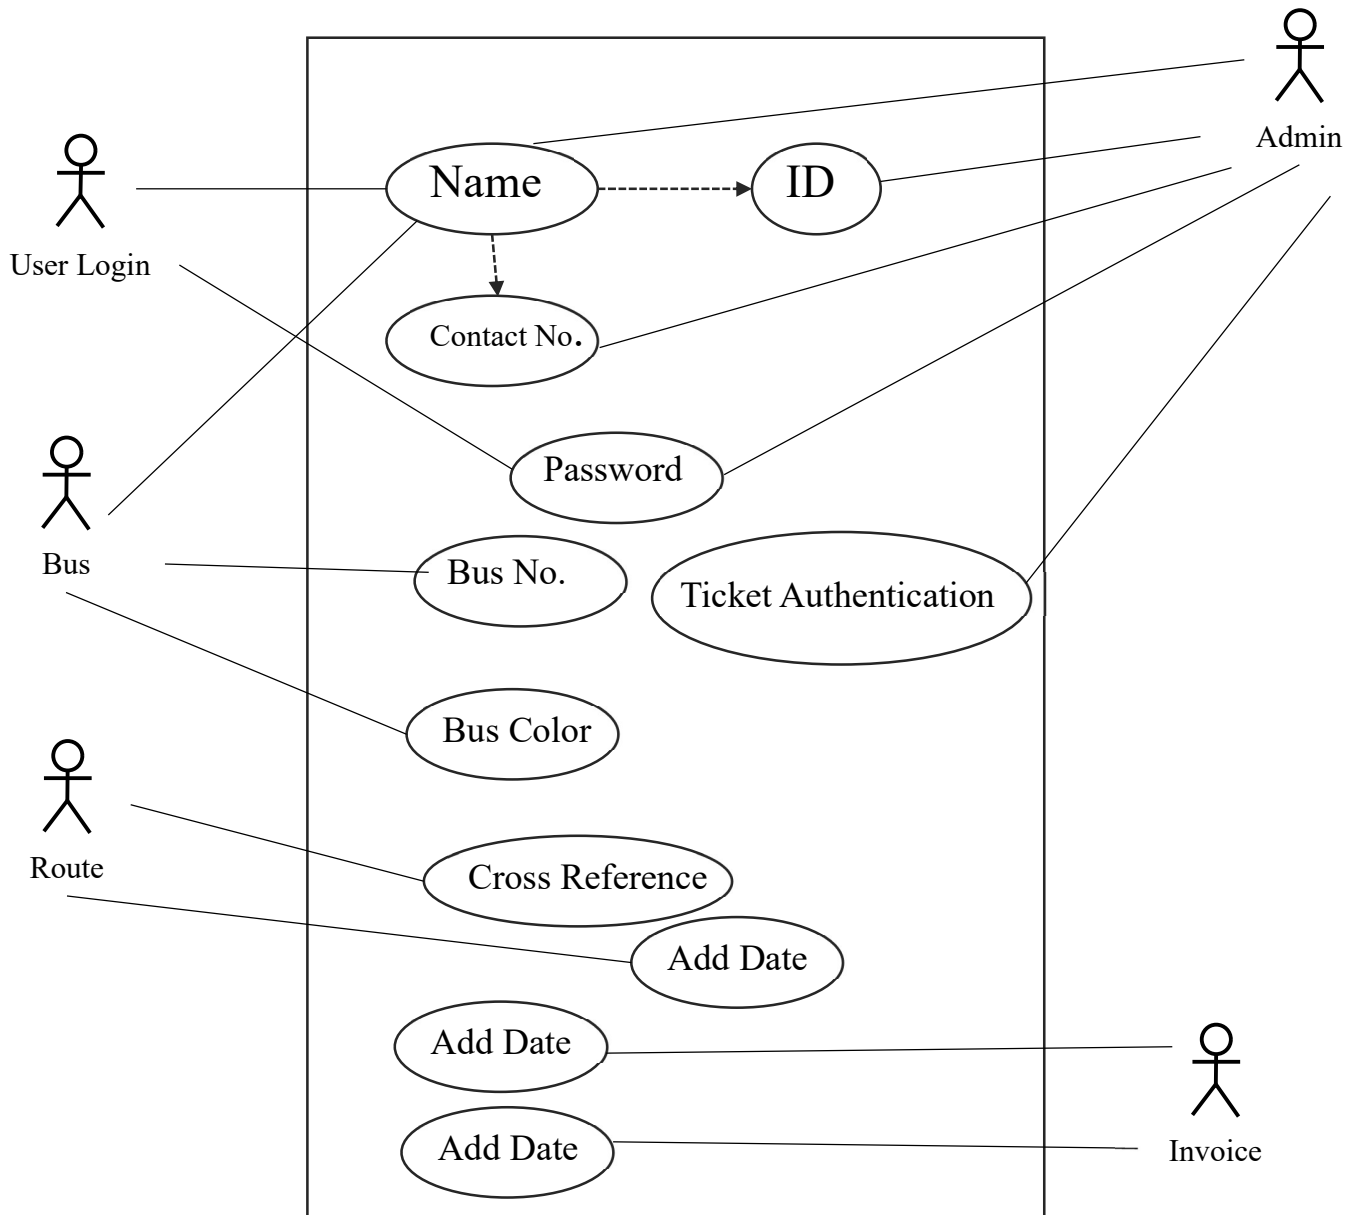 Admin
Name
ID
User Login
Contact No.
Password
Bus
Bus No.
Ticket Authentication
Bus Color
Route
Cross Reference
Add Date
Add Date
Add Date
Invoice